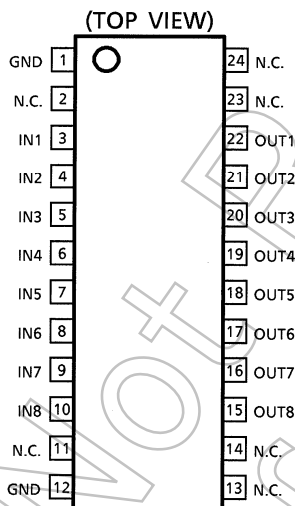 (TOP VIEW)
GND 1 24 N.C.
N.C. 2 23 N.C.
IN1 3 22 OUT1
IN2 4 21 OUT2
IN3 5 20 OUT3
IN4 6 19 OUT4
IN5 7 18 OUT5
IN6 8 17 OUT6
IN7 9 16 OUT7
IN8 10 15 OUT8
N.C. 11 14 N.C.
GND 12 13 N.C.
Not